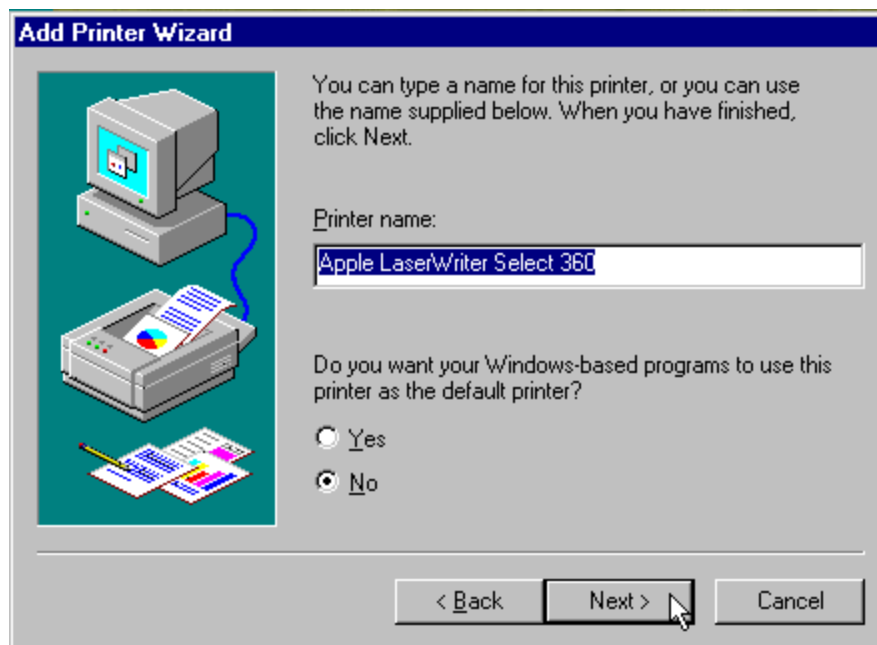 Add Printer Wizard
You can type a name for this printer, or you can use
the name supplied below. When you have finished,
click Next.
Printer name:
Apple LaserWriter Select 360
Do you want your Windows-based programs to use this
printer as the default printer?
Yes
No
< Back Next > Cancel